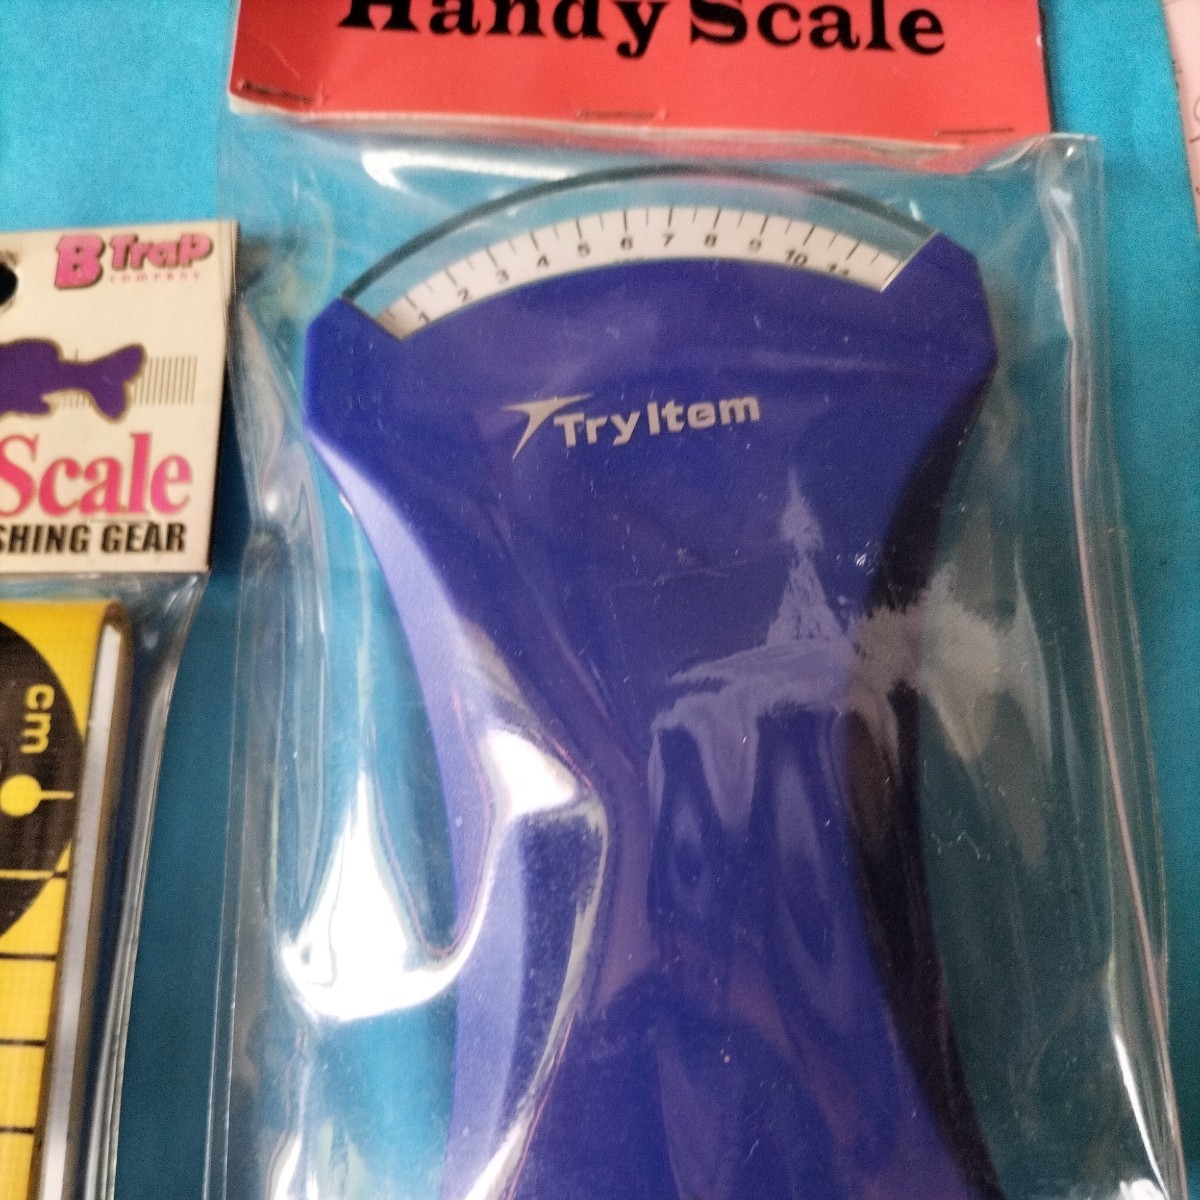 Handy Scale
B Trap
COMPANY
Scale
SHING GEAR
cm
1 2 3 4 5 6 7 8 9 10 11
TryItem